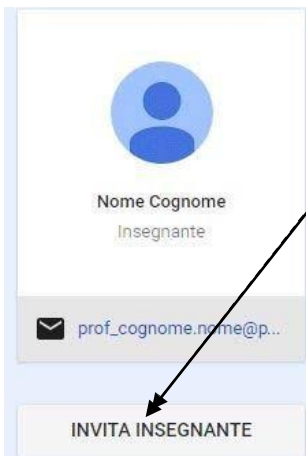 Nome Cognome
Insegnante
prof_cognome.nome@p...
INVITA INSEGNANTE